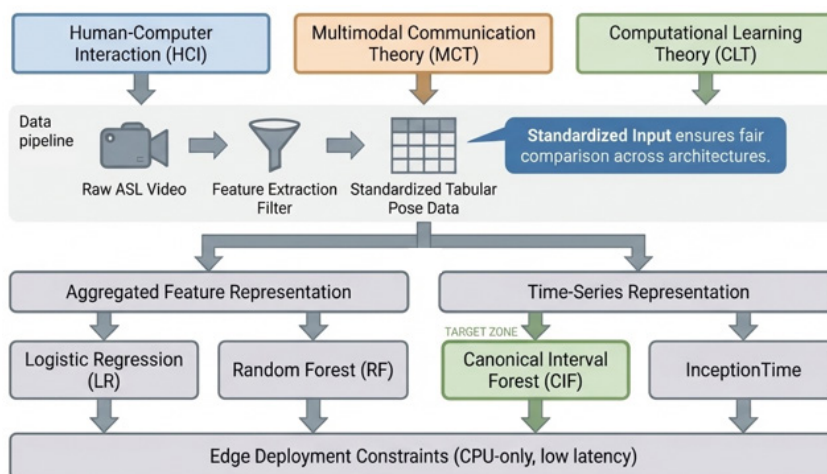 Human-Computer
Interaction (HCI)
Multimodal Communication
Theory (MCT)
Computational Learning
Theory (CLT)
Data
pipeline
Raw ASL Video
Feature Extraction
Filter
Standardized Tabular
Pose Data
Standardized Input ensures fair
comparison across architectures.
Aggregated Feature Representation
Time-Series Representation
TARGET ZONE
Logistic Regression
(LR)
Random Forest (RF)
Canonical Interval
Forest (CIF)
InceptionTime
Edge Deployment Constraints (CPU-only, low latency)